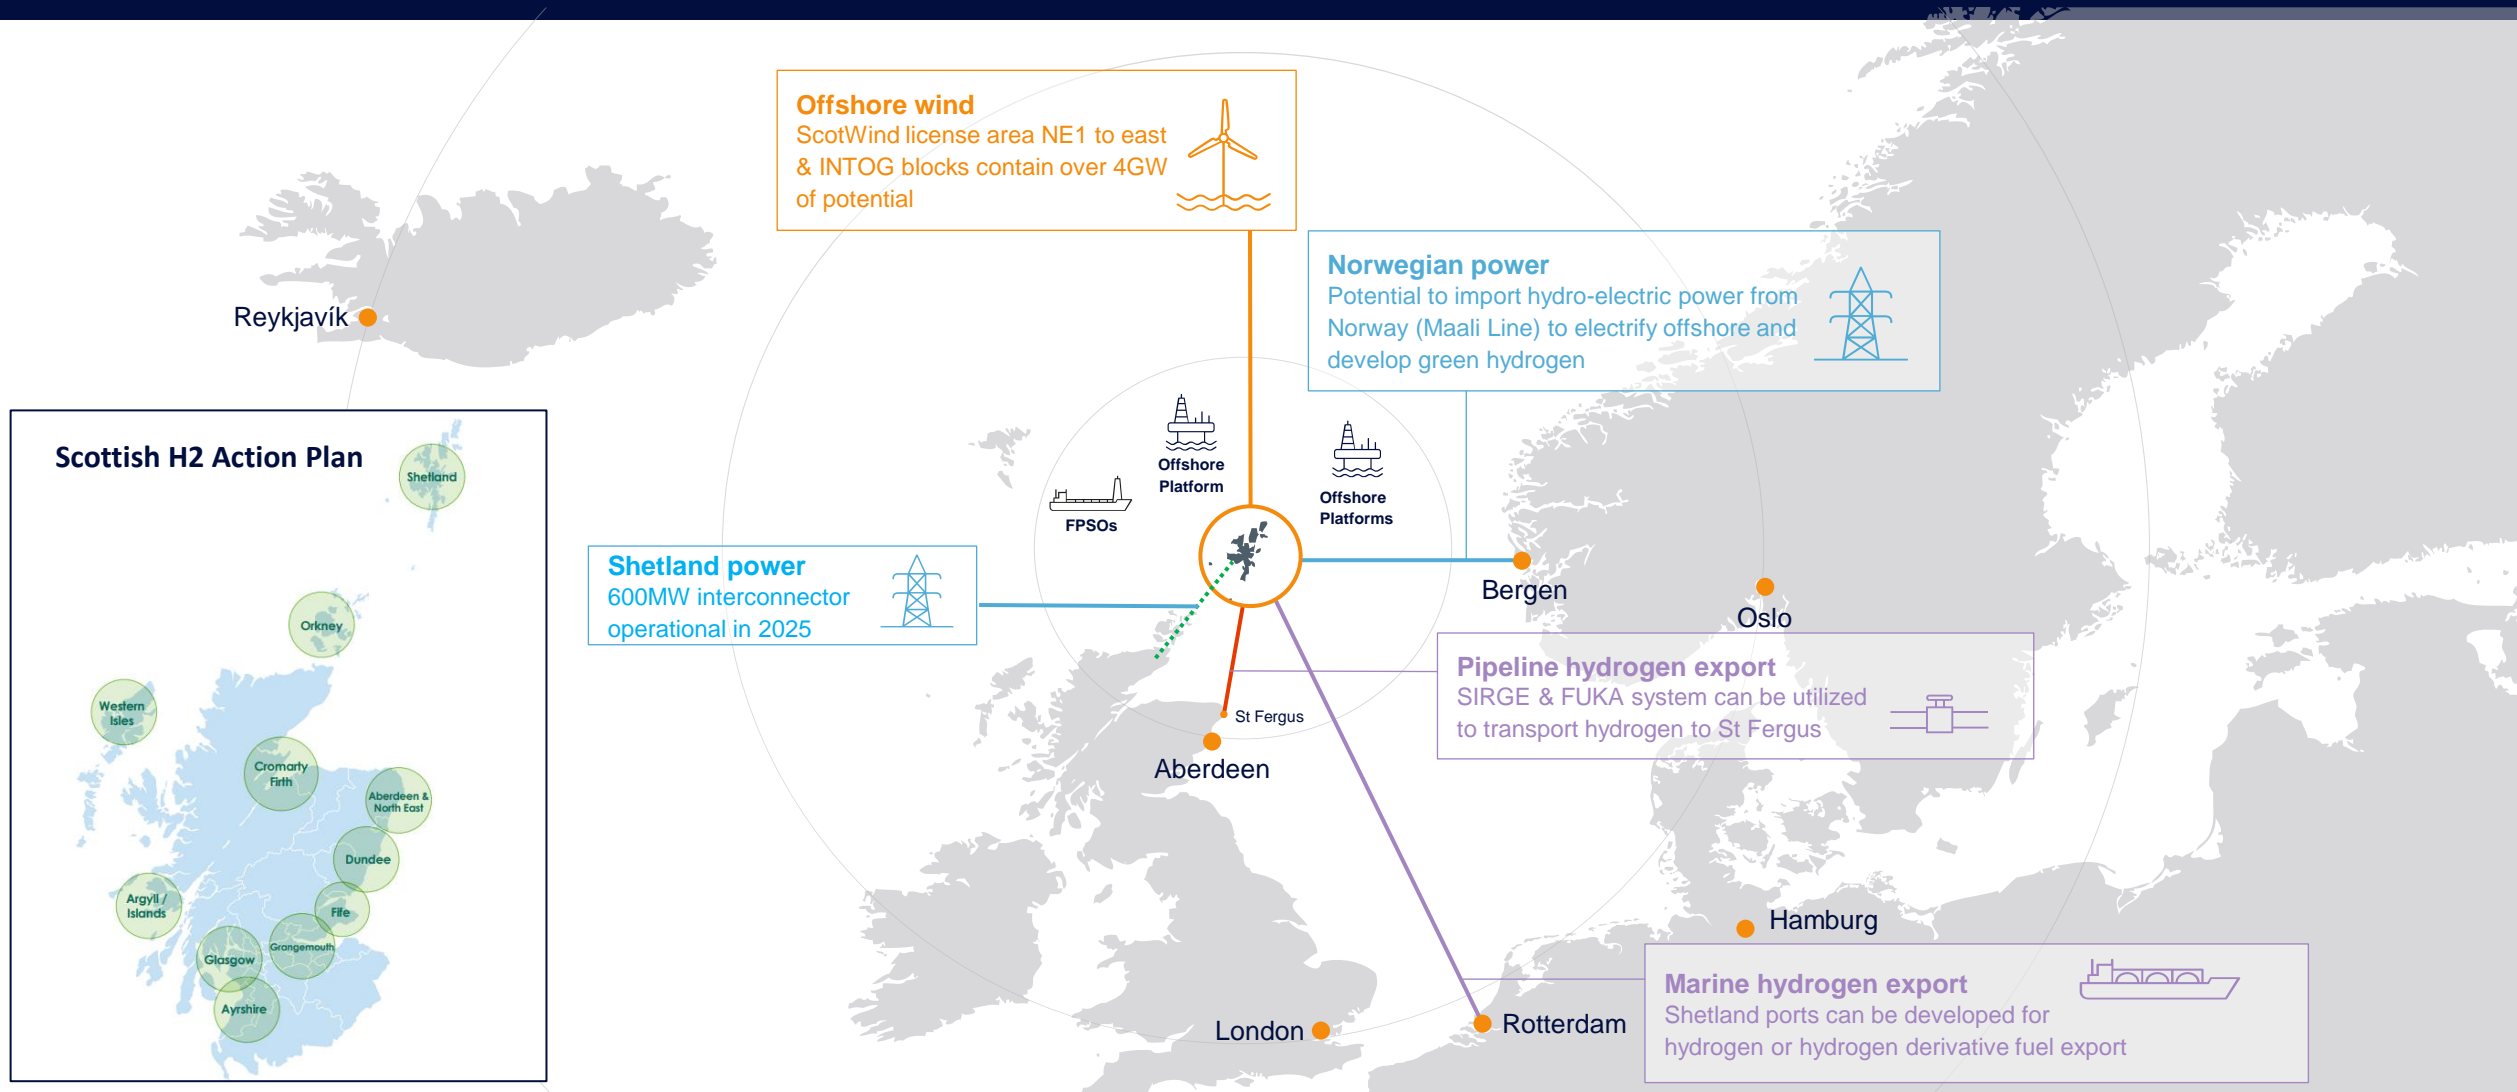 Offshore wind
ScotWind license area NE1 to east
& INTOG blocks contain over 4GW
of potential
Norwegian power
Potential to import hydro-electric power from
Norway (Maali Line) to electrify offshore and
develop green hydrogen
Reykjavík
Scottish H2 Action Plan
Shetland
Orkney
Western
Isles
Cromarty
Firth
Aberdeen &
North East
Dundee
Argyll /
Islands
Fife
Grangemouth
Glasgow
Ayrshire
Offshore
Platform
FPSOs
Offshore
Platforms
Shetland power
600MW interconnector
operational in 2025
Bergen
Oslo
Pipeline hydrogen export
SIRGE & FUKA system can be utilized
to transport hydrogen to St Fergus
St Fergus
Aberdeen
Hamburg
Marine hydrogen export
Shetland ports can be developed for
hydrogen or hydrogen derivative fuel export
London
Rotterdam